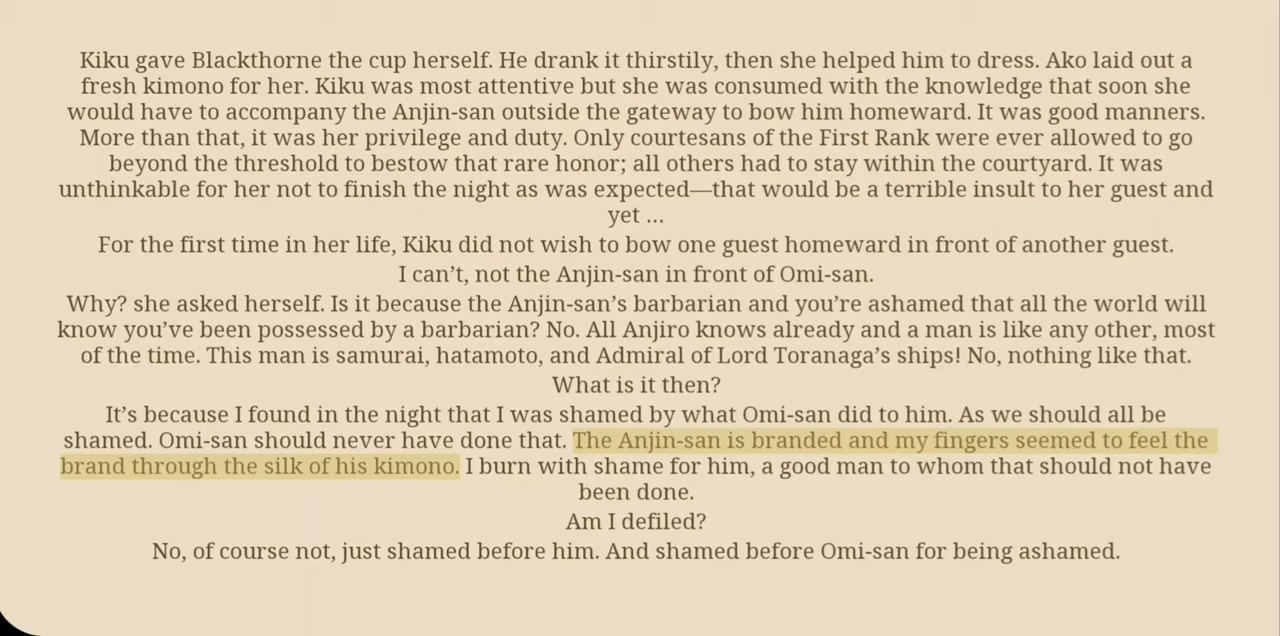 Kiku gave Blackthorne the cup herself. He drank it thirstily, then she helped him to dress. Ako laid out a
fresh kimono for her. Kiku was most attentive but she was consumed with the knowledge that soon she
would have to accompany the Anjin-san outside the gateway to bow him homeward. It was good manners.
More than that, it was her privilege and duty. Only courtesans of the First Rank were ever allowed to go
beyond the threshold to bestow that rare honor; all others had to stay within the courtyard. It was
unthinkable for her not to finish the night as was expected—that would be a terrible insult to her guest and
yet ...
For the first time in her life, Kiku did not wish to bow one guest homeward in front of another guest.
I can’t, not the Anjin-san in front of Omi-san.
Why? she asked herself. Is it because the Anjin-san’s barbarian and you’re ashamed that all the world will
know you’ve been possessed by a barbarian? No. All Anjiro knows already and a man is like any other, most
of the time. This man is samurai, hatamoto, and Admiral of Lord Toranaga’s ships! No, nothing like that.
What is it then?
It’s because I found in the night that I was shamed by what Omi-san did to him. As we should all be
shamed. Omi-san should never have done that. The Anjin-san is branded and my fingers seemed to feel the
brand through the silk of his kimono. I burn with shame for him, a good man to whom that should not have
been done.
Am I defiled?
No, of course not, just shamed before him. And shamed before Omi-san for being ashamed.